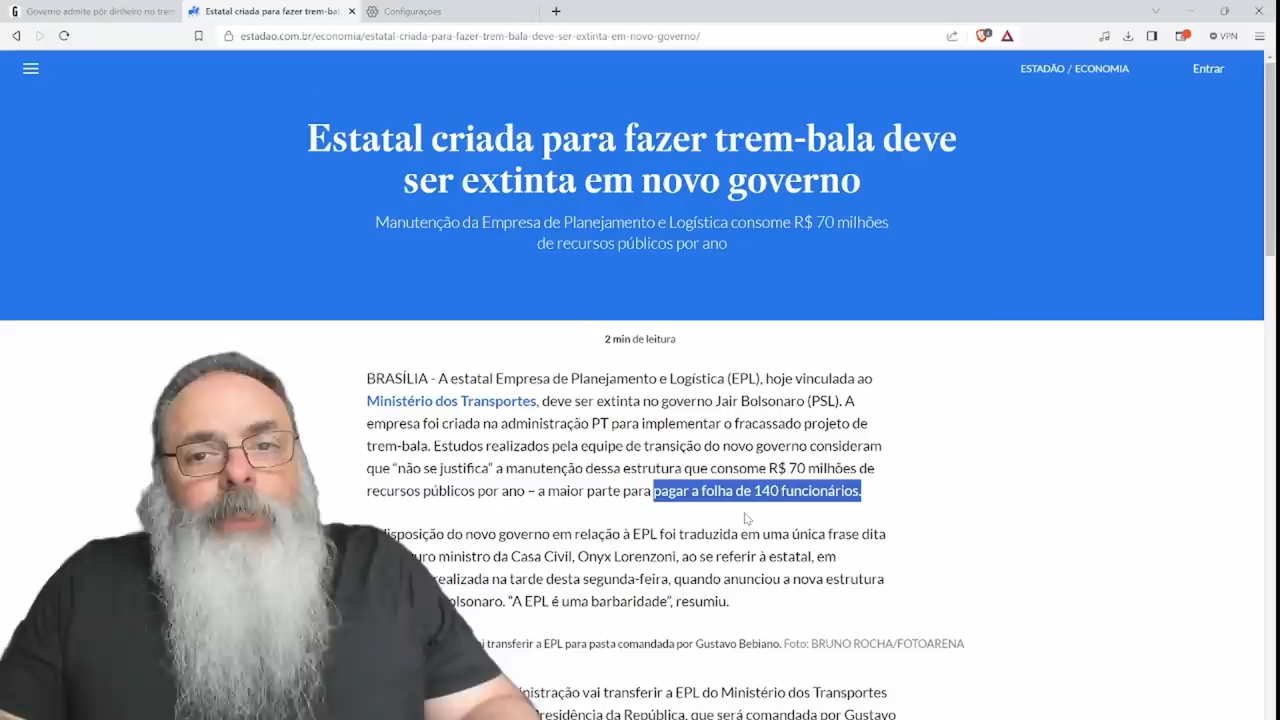 Governo admite pôr dinheiro no trem
Estatal criada para fazer trem-bala
Configurações
estadao.com.br/economia/estatal-criada-para-fazer-trem-bala-deve-ser-extinta-em-novo-governo/
VPN
ESTADÃO / ECONOMIA
Entrar
Estatal criada para fazer trem-bala deve
ser extinta em novo governo
Manutenção da Empresa de Planejamento e Logística consome R$ 70 milhões
de recursos públicos por ano
2 min de leitura
BRASÍLIA - A estatal Empresa de Planejamento e Logística (EPL), hoje vinculada ao
Ministério dos Transportes, deve ser extinta no governo Jair Bolsonaro (PSL). A
empresa foi criada na administração PT para implementar o fracassado projeto de
trem-bala. Estudos realizados pela equipe de transição do novo governo consideram
que “não se justifica” a manutenção dessa estrutura que consome R$ 70 milhões de
recursos públicos por ano – a maior parte para pagar a folha de 140 funcionários.
disposição do novo governo em relação à EPL foi traduzida em uma única frase dita
uro ministro da Casa Civil, Onyx Lorenzoni, ao se referir à estatal, em
realizada na tarde desta segunda-feira, quando anunciou a nova estrutura
olsonaro. “A EPL é uma barbaridade”, resumiu.
i transferir a EPL para pasta comandada por Gustavo Bebiano. Foto: BRUNO ROCHA/FOTOARENA
nistração vai transferir a EPL do Ministério dos Transportes
residência da República, que será comandada por Gustavo